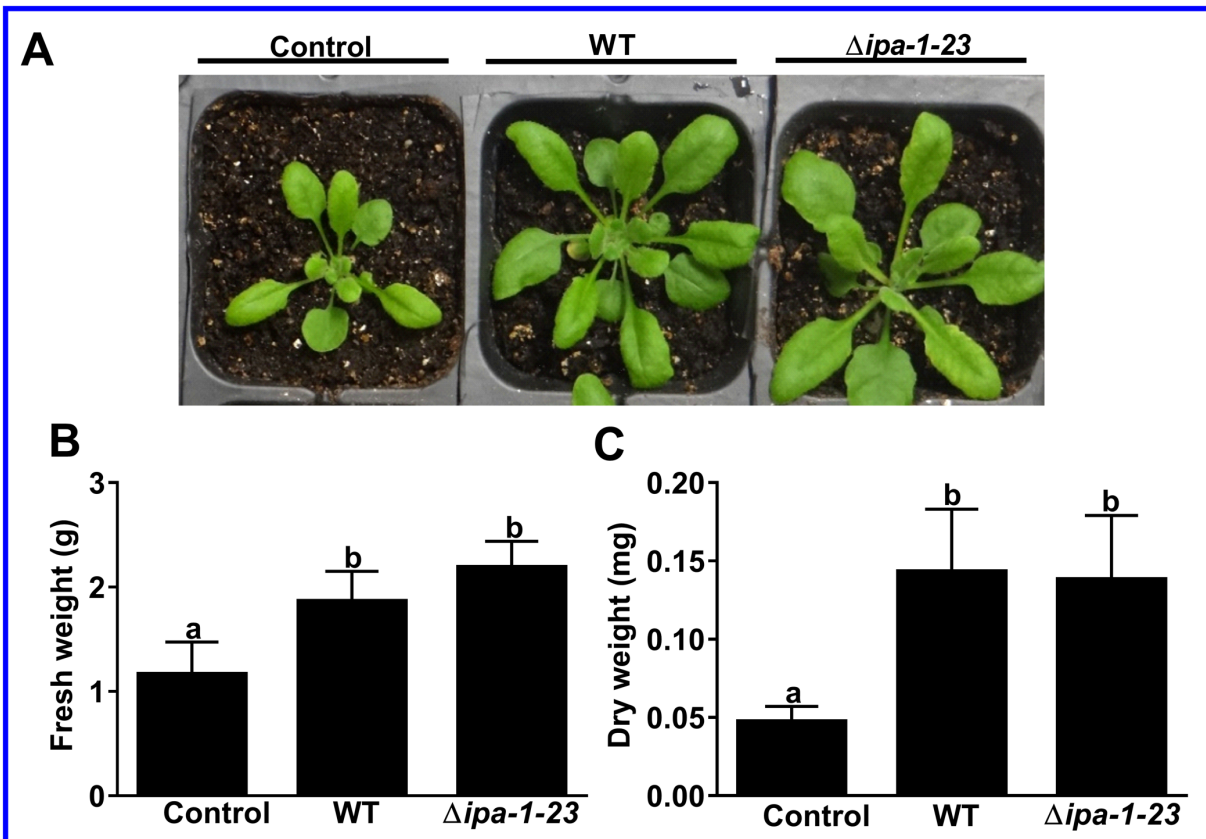 A
Control WT Δipa-1-23
B
Fresh weight (g)
3
2
1
0
a
b
b
Control WT Δipa-1-23
C
Dry weight (mg)
0.20
0.15
0.10
0.05
0.00
a
b
b
Control WT Δipa-1-23